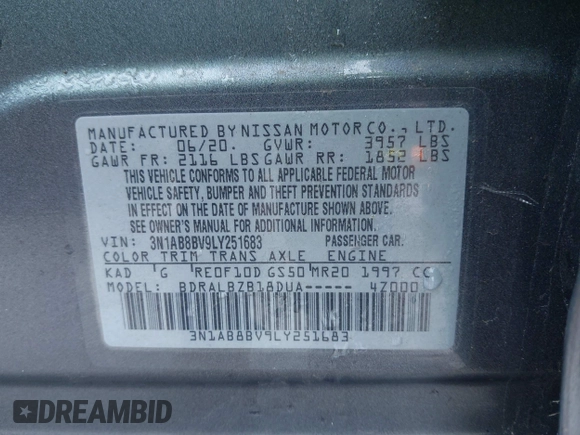 MANUFACTURED BY NISSAN MOTOR CO., LTD.
DATE: 06/20. GVWR: 3957 LBS
GAWR FR: 2116 LBS GAWR RR: 1852 LBS
THIS VEHICLE CONFORMS TO ALL APPLICABLE FEDERAL MOTOR
VEHICLE SAFETY, BUMPER AND THEFT PREVENTION STANDARDS
IN EFFECT ON THE DATE OF MANUFACTURE SHOWN ABOVE.
SEE OWNER'S MANUAL FOR ADDITIONAL INFORMATION.
VIN: 3N1AB8BV9LY251683 PASSENGER CAR.
COLOR TRIM TRANS AXLE ENGINE
KAD G RE0F10D GS50 MR20 1997 CC
MODEL: BDRALBZB18DUA----- 4Z000
3N1AB8BV9LY251683
DREAMBID